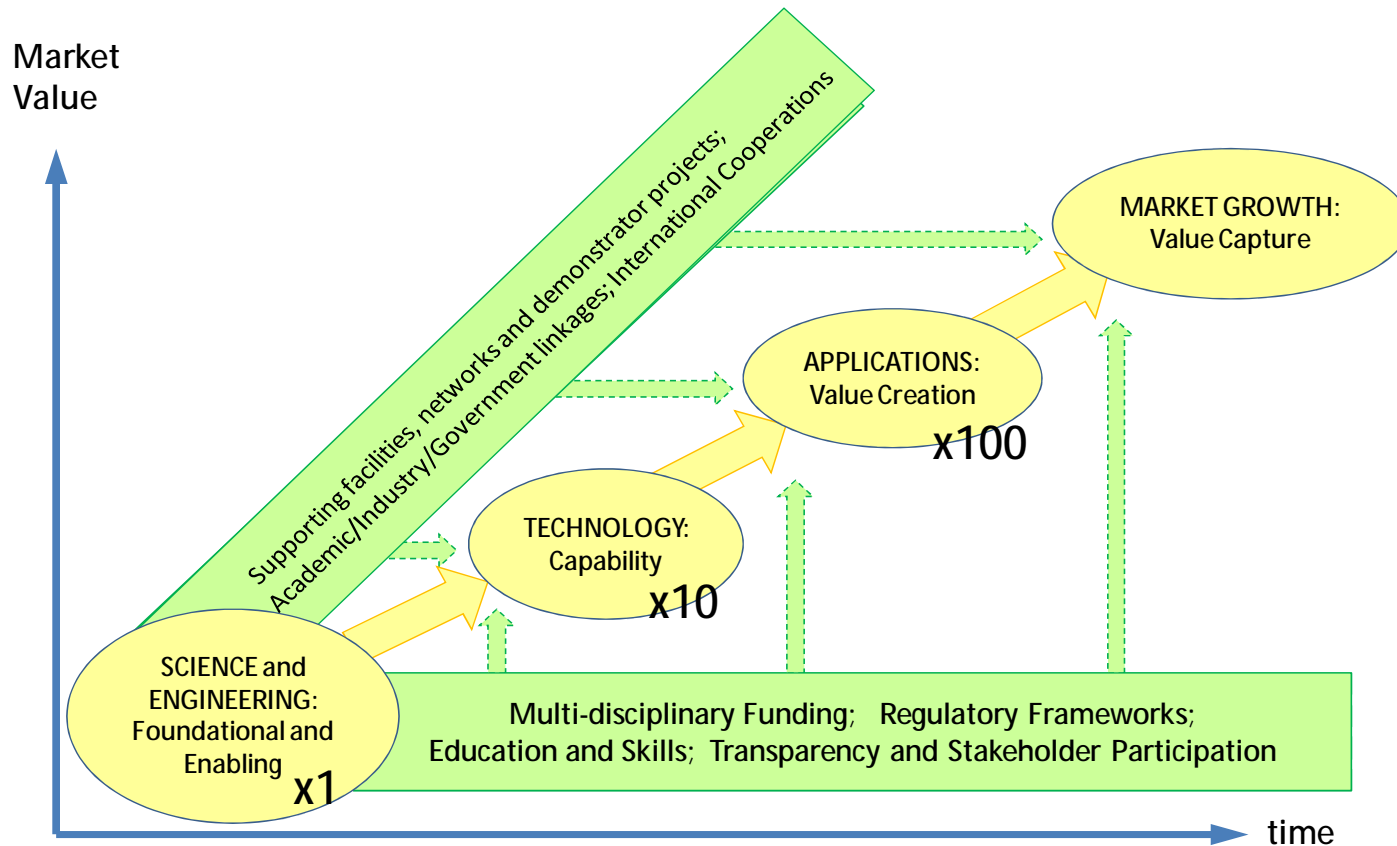 Market
Value
Supporting facilities, networks and demonstrator projects;
Academic/Industry/Government linkages; International Cooperations
MARKET GROWTH:
Value Capture
APPLICATIONS:
Value Creation
x100
TECHNOLOGY:
Capability
x10
SCIENCE and
ENGINEERING:
Foundational and
Enabling
x1
Multi-disciplinary Funding; Regulatory Frameworks;
Education and Skills; Transparency and Stakeholder Participation
time